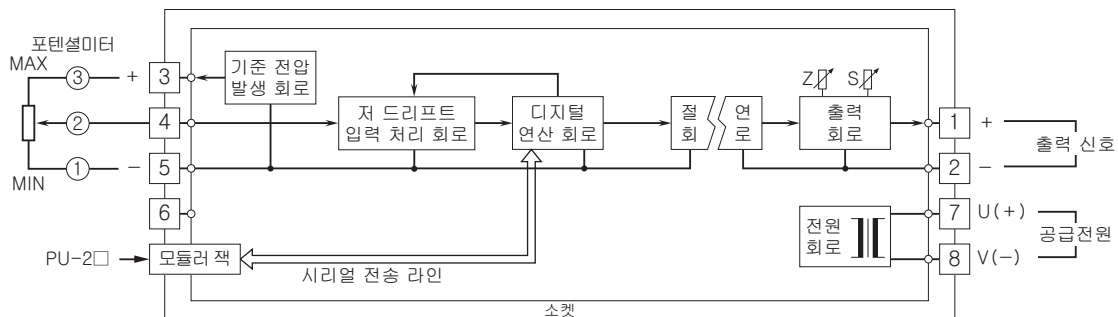 포텐셜미터
MAX
③
+
3
기준 전압
발생 회로
②
4
저 드리프트
입력 처리 회로
디지털
연산 회로
절 연
회 로
Z
S
출력
회로
1
+
출력 신호
①
MIN
−
5
2
−
6
7
U(+)
전원
회로
공급전원
8
V(−)
PU-2□
모듈러 잭
시리얼 전송 라인
소켓